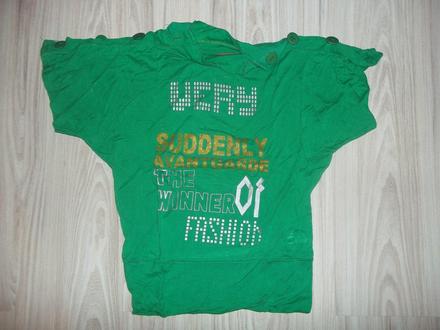 VERY
SUDDENLY
AVANTGARDE
THE
WINNER OF
FASHION